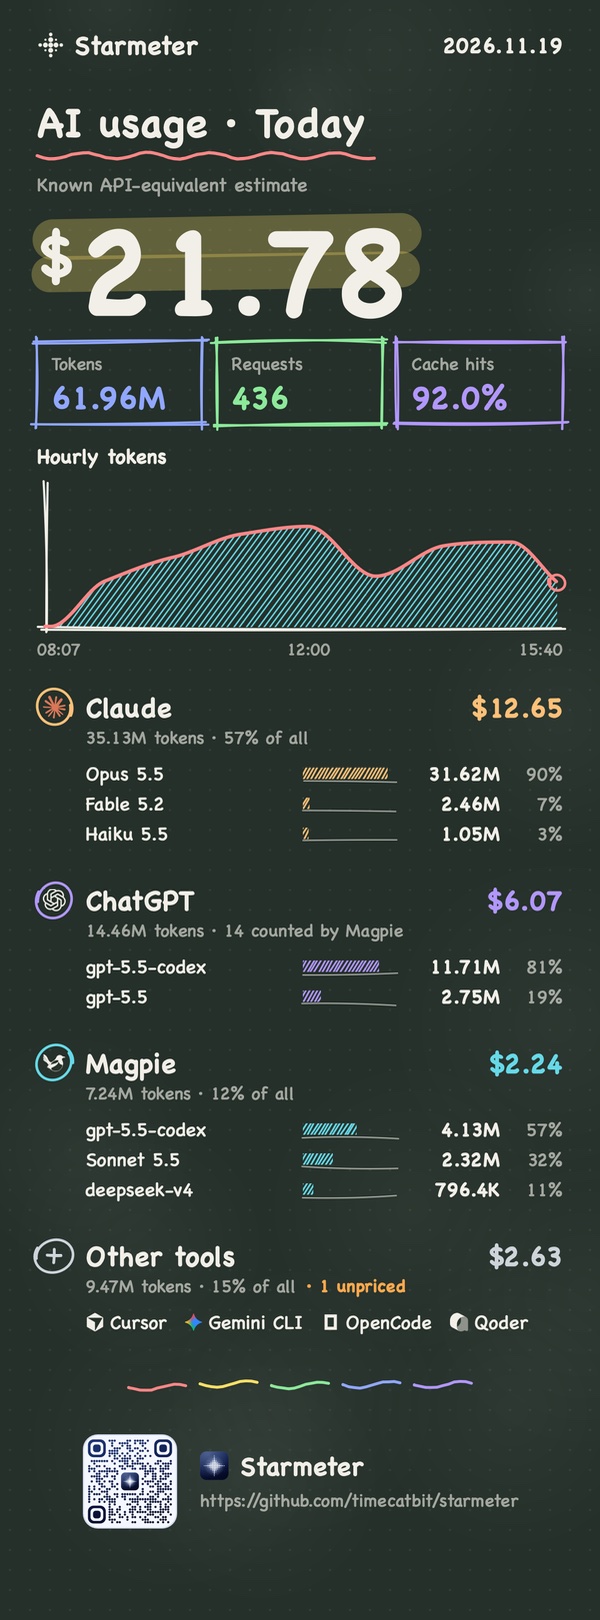 Starmeter 2026.11.19
AI usage · Today
Known API-equivalent estimate
$21.78
Tokens Requests Cache hits
61.96M 436 92.0%
Hourly tokens
08:07 12:00 15:40
Claude $12.65
35.13M tokens · 57% of all
Opus 5.5 31.62M 90%
Fable 5.2 2.46M 7%
Haiku 5.5 1.05M 3%
ChatGPT $6.07
14.46M tokens · 14 counted by Magpie
gpt-5.5-codex 11.71M 81%
gpt-5.5 2.75M 19%
Magpie $2.24
7.24M tokens · 12% of all
gpt-5.5-codex 4.13M 57%
Sonnet 5.5 2.32M 32%
deepseek-v4 796.4K 11%
Other tools $2.63
9.47M tokens · 15% of all · 1 unpriced
Cursor Gemini CLI OpenCode Qoder
Starmeter
https://github.com/timecatbit/starmeter